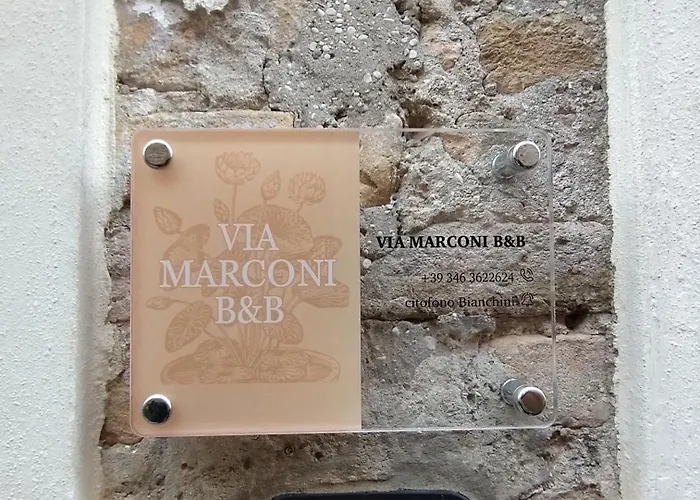 VIA
MARCONI
B&B
VIA MARCONI B&B
+39 346 3622624
citofono Bianchini